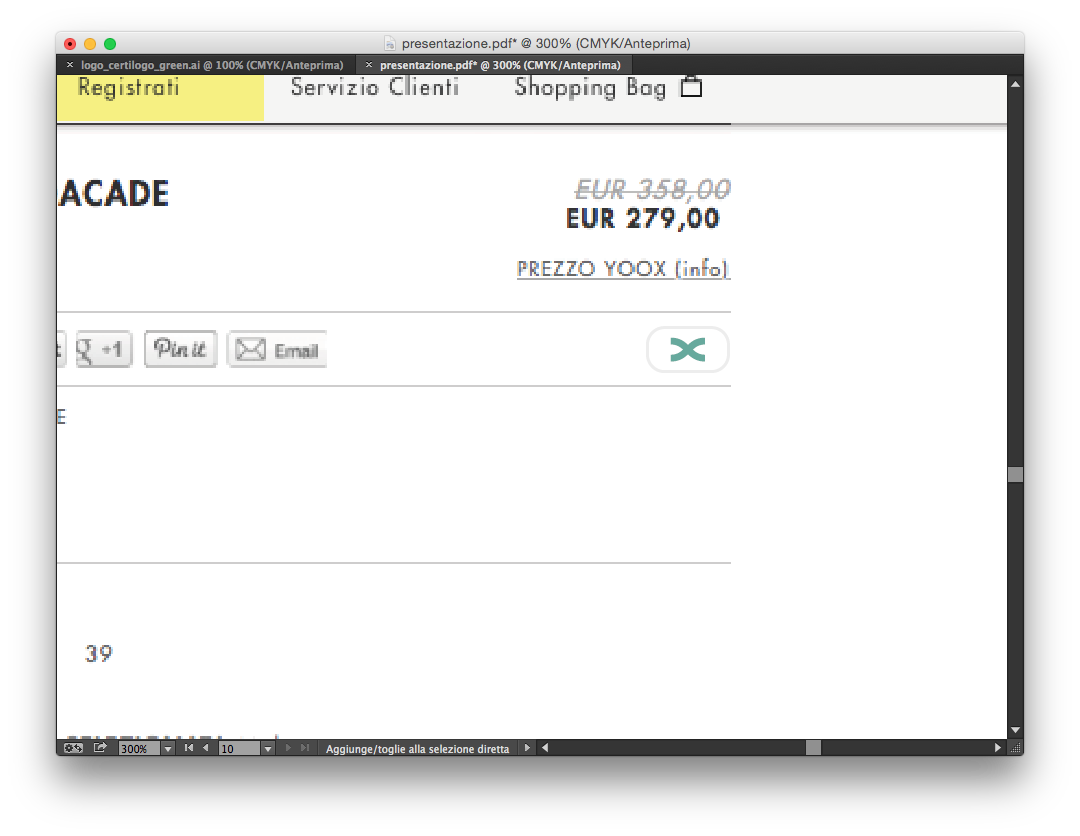 presentazione.pdf* @ 300% (CMYK/Anteprima)
× logo_certilogo_green.ai @ 100% (CMYK/Anteprima) × presentazione.pdf* @ 300% (CMYK/Anteprima)
Registrati Servizio Clienti Shopping Bag
ACADE EUR 358,00
EUR 279,00
PREZZO YOOX (info)
t g +1 Pin it Email
E
39
300% 10 Aggiunge/toglie alla selezione diretta